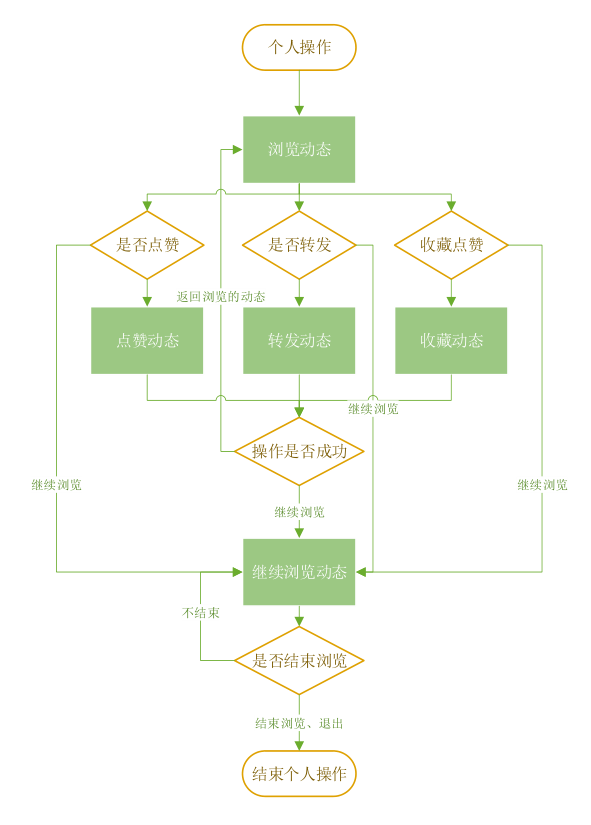 个人操作
浏览动态
是否点赞
是否转发
收藏点赞
返回浏览的动态
点赞动态
转发动态
收藏动态
继续浏览
操作是否成功
继续浏览
继续浏览
继续浏览
继续浏览动态
不结束
是否结束浏览
结束浏览、退出
结束个人操作